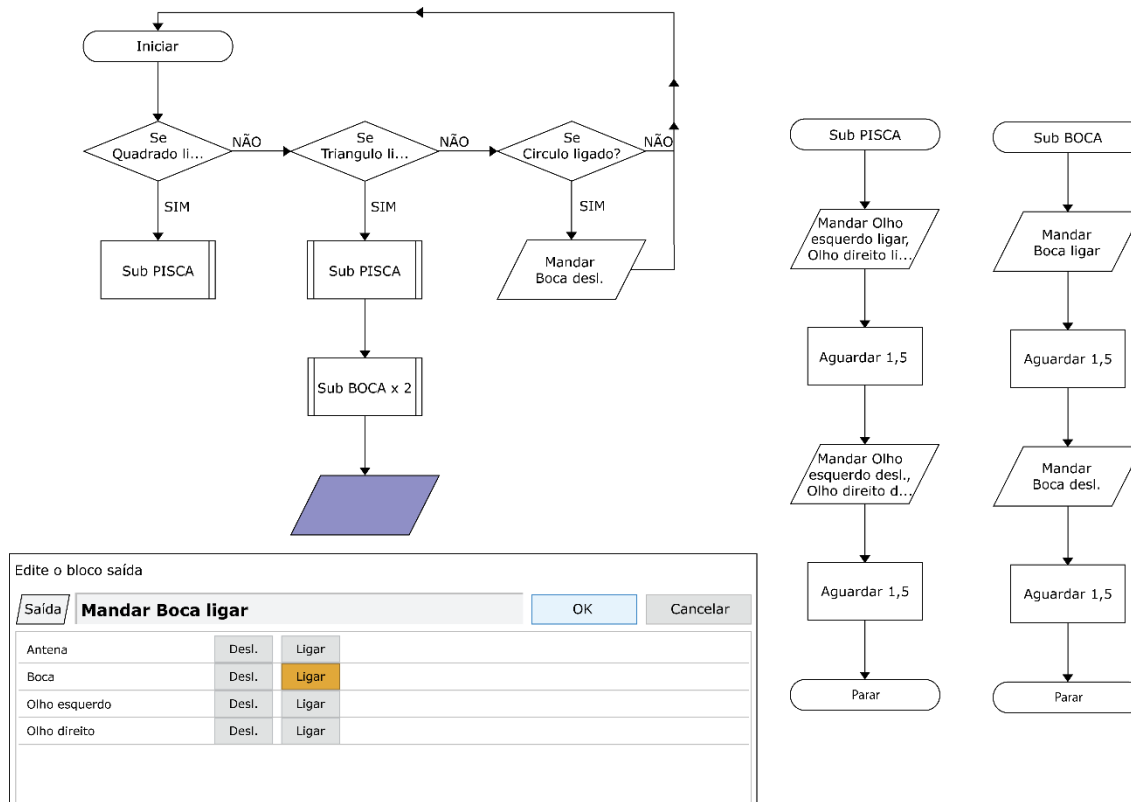 Iniciar
Se
Quadrado li...
NÃO
Se
Triangulo li...
NÃO
Se
Circulo ligado?
NÃO
SIM
SIM
SIM
Sub PISCA
Sub PISCA
Mandar
Boca desl.
Sub BOCA x 2
Sub PISCA
Mandar Olho
esquerdo ligar,
Olho direito li...
Aguardar 1,5
Mandar Olho
esquerdo desl.,
Olho direito d...
Aguardar 1,5
Parar
Sub BOCA
Mandar
Boca ligar
Aguardar 1,5
Mandar
Boca desl.
Aguardar 1,5
Parar
Edite o bloco saída
Saída Mandar Boca ligar OK Cancelar
Antena Desl. Ligar
Boca Desl. Ligar
Olho esquerdo Desl. Ligar
Olho direito Desl. Ligar